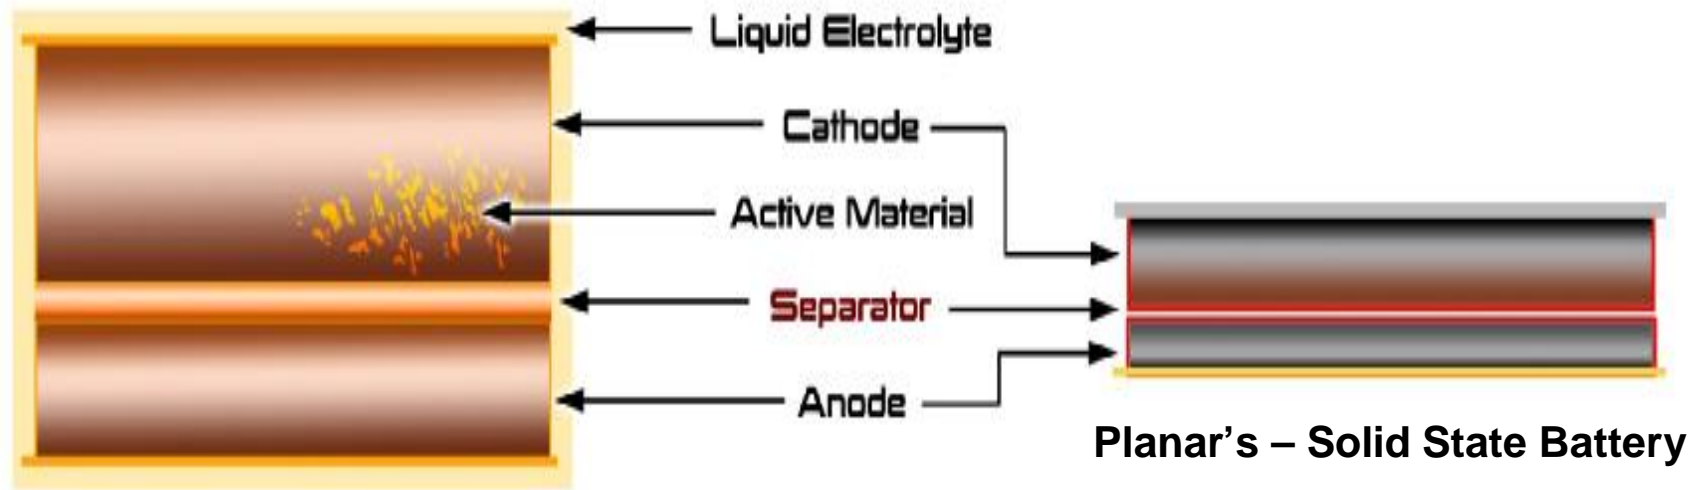 Liquid Electrolyte
Cathode
Active Material
Separator
Anode
Planar’s – Solid State Battery